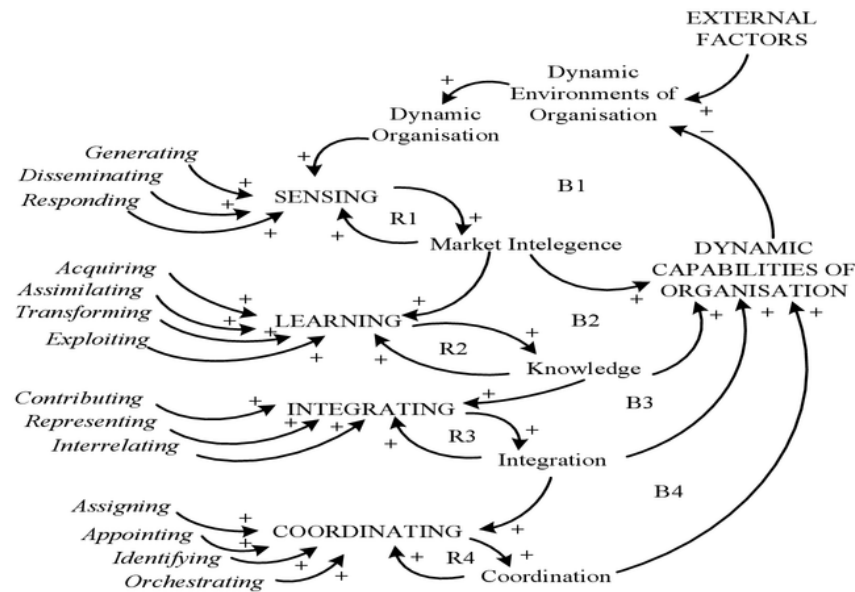 EXTERNAL
FACTORS
Dynamic
Environments of
Organisation
+
+
−
+
Dynamic
Organisation
+
Generating
Disseminating
Responding
+
+
+
SENSING
R1
+
+
B1
Market Intelegence
DYNAMIC
CAPABILITIES OF
ORGANISATION
+
+
+
+
Acquiring
Assimilating
Transforming
Exploiting
+
+
+
+
LEARNING
+
R2
+
+
B2
Knowledge
B3
Contributing
Representing
Interrelating
+
+
+
INTEGRATING
+
R3
+
+
Integration
B4
Assigning
Appointing
Identifying
Orchestrating
+
+
+
+
COORDINATING
+
R4
+
+
Coordination